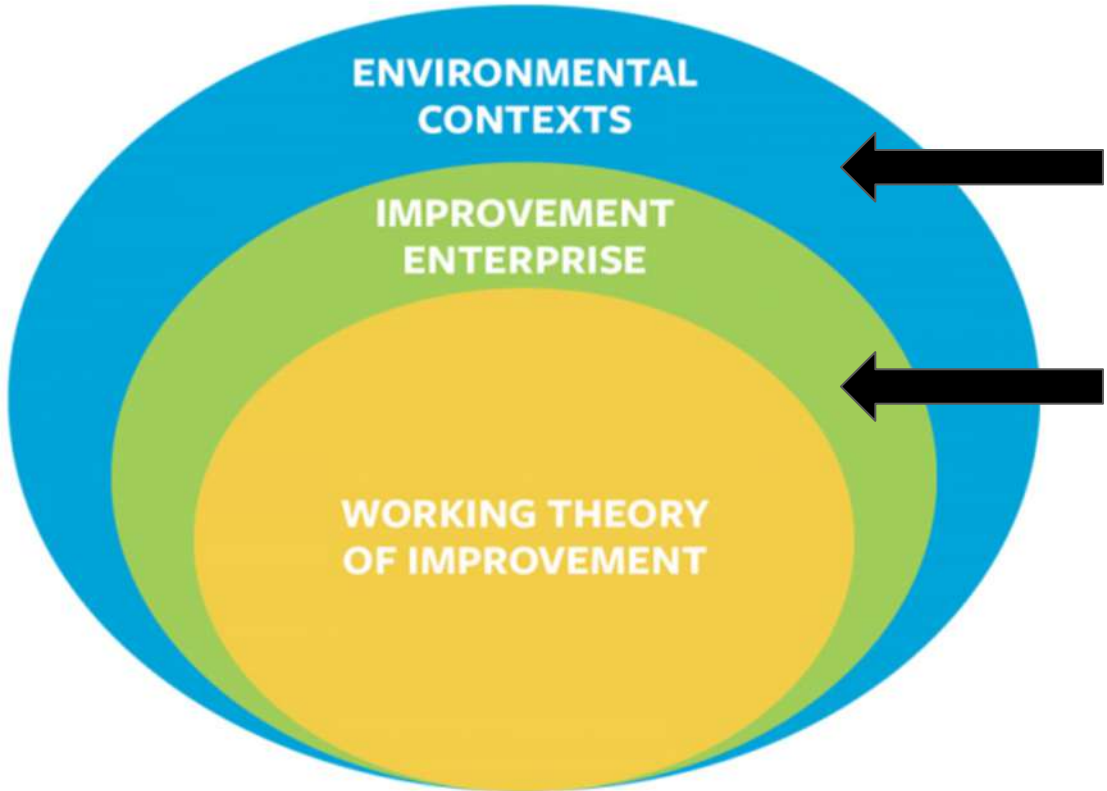 ENVIRONMENTAL
CONTEXTS
IMPROVEMENT
ENTERPRISE
WORKING THEORY
OF IMPROVEMENT